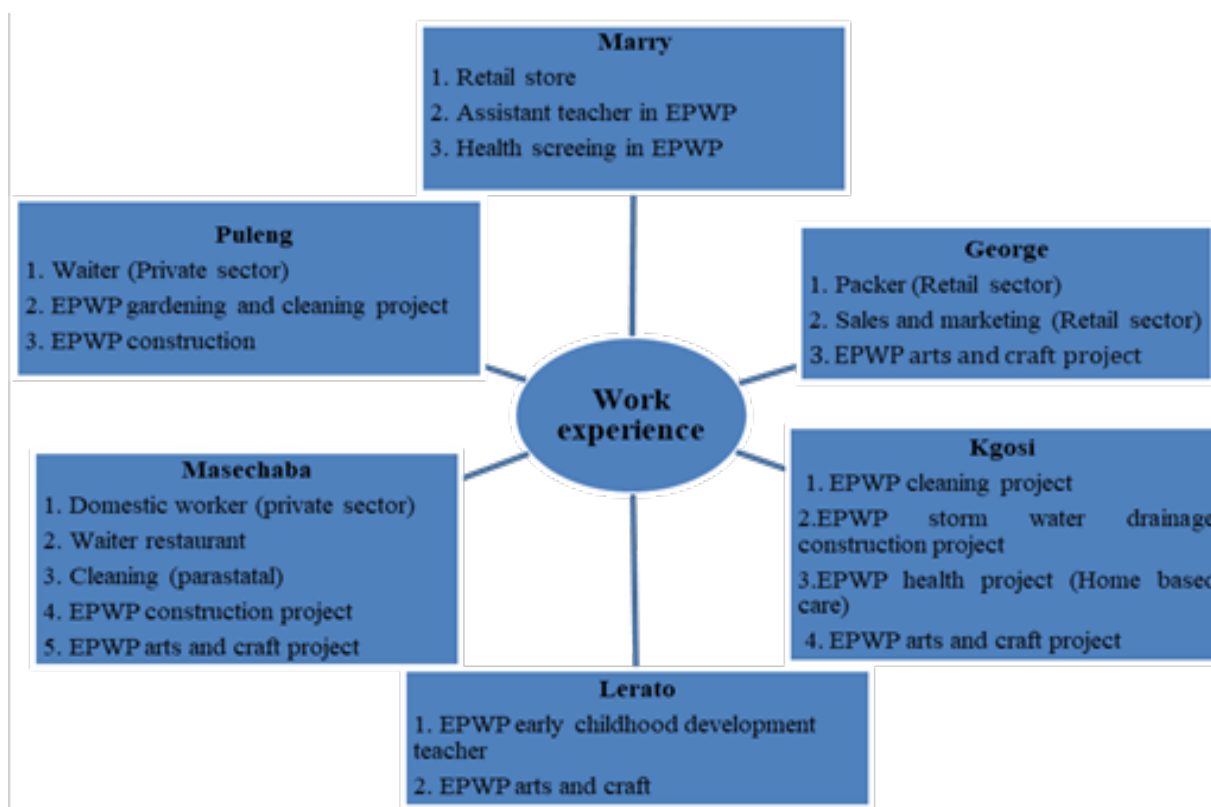 Marry
1. Retail store
2. Assistant teacher in EPWP
3. Health screeing in EPWP
Puleng
1. Waiter (Private sector)
2. EPWP gardening and cleaning project
3. EPWP construction
George
1. Packer (Retail sector)
2. Sales and marketing (Retail sector)
3. EPWP arts and craft project
Work
experience
Masechaba
1. Domestic worker (private sector)
2. Waiter restaurant
3. Cleaning (parastatal)
4. EPWP construction project
5. EPWP arts and craft project
Kgosi
1. EPWP cleaning project
2.EPWP storm water drainage
construction project
3.EPWP health project (Home based
care)
4. EPWP arts and craft project
Lerato
1. EPWP early childhood development
teacher
2. EPWP arts and craft